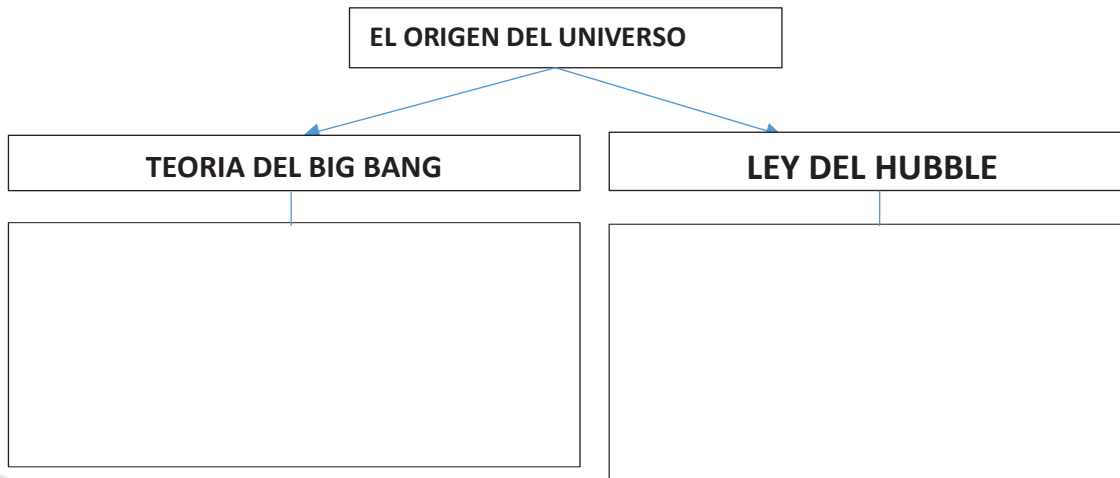 EL ORIGEN DEL UNIVERSO
TEORIA DEL BIG BANG
LEY DEL HUBBLE